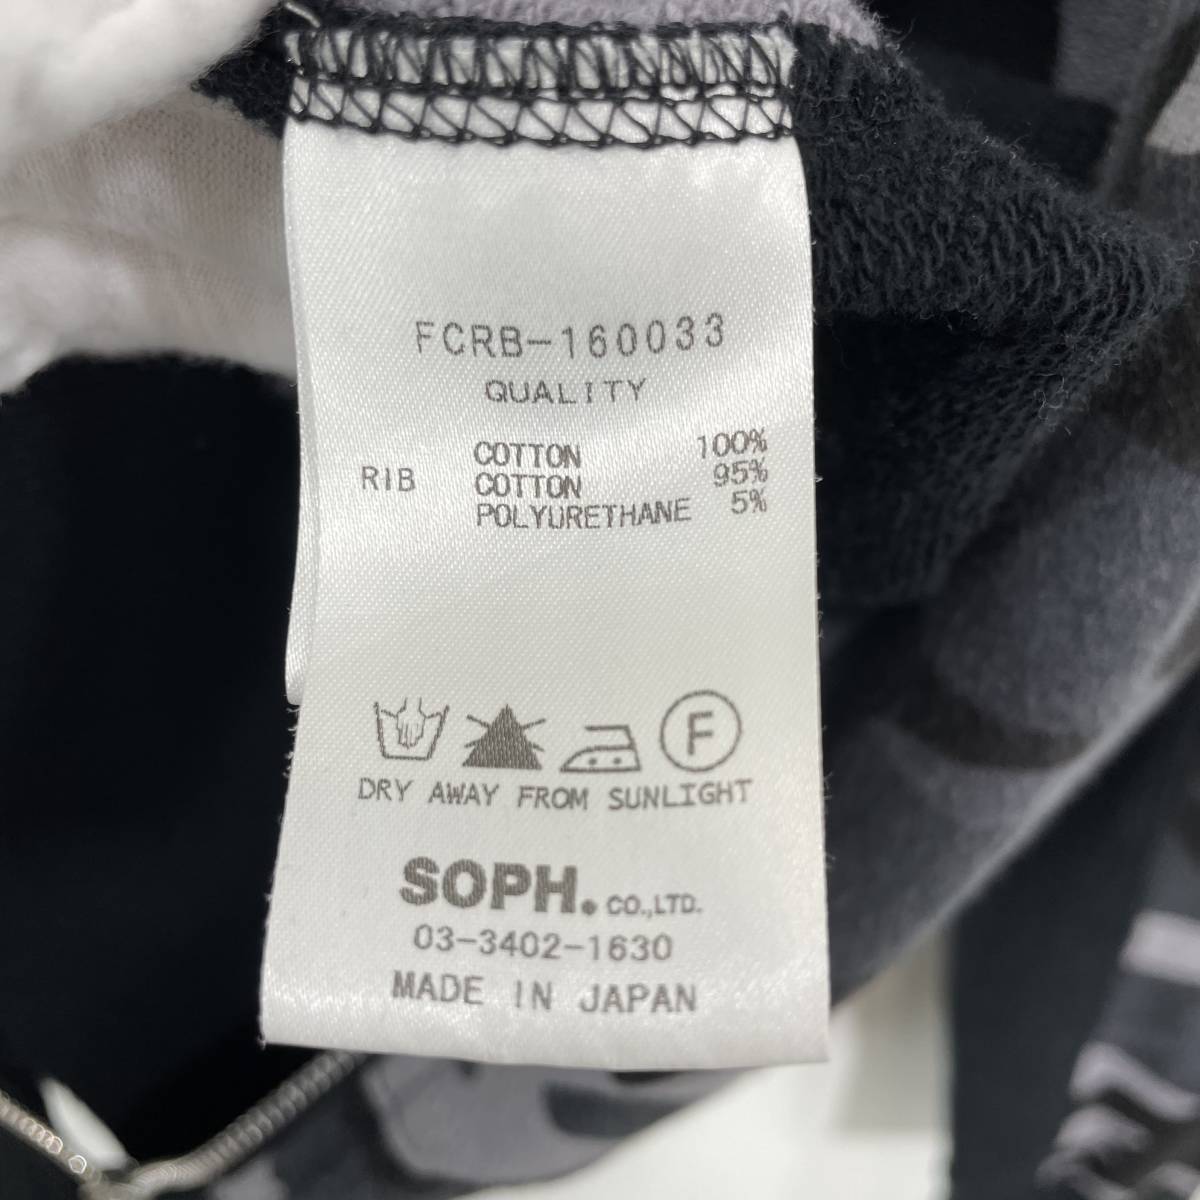 FCRB-160033
QUALITY
COTTON 100%
RIB COTTON 95%
POLYURETHANE 5%
F
DRY AWAY FROM SUNLIGHT
SOPH. CO.,LTD.
03-3402-1630
MADE IN JAPAN